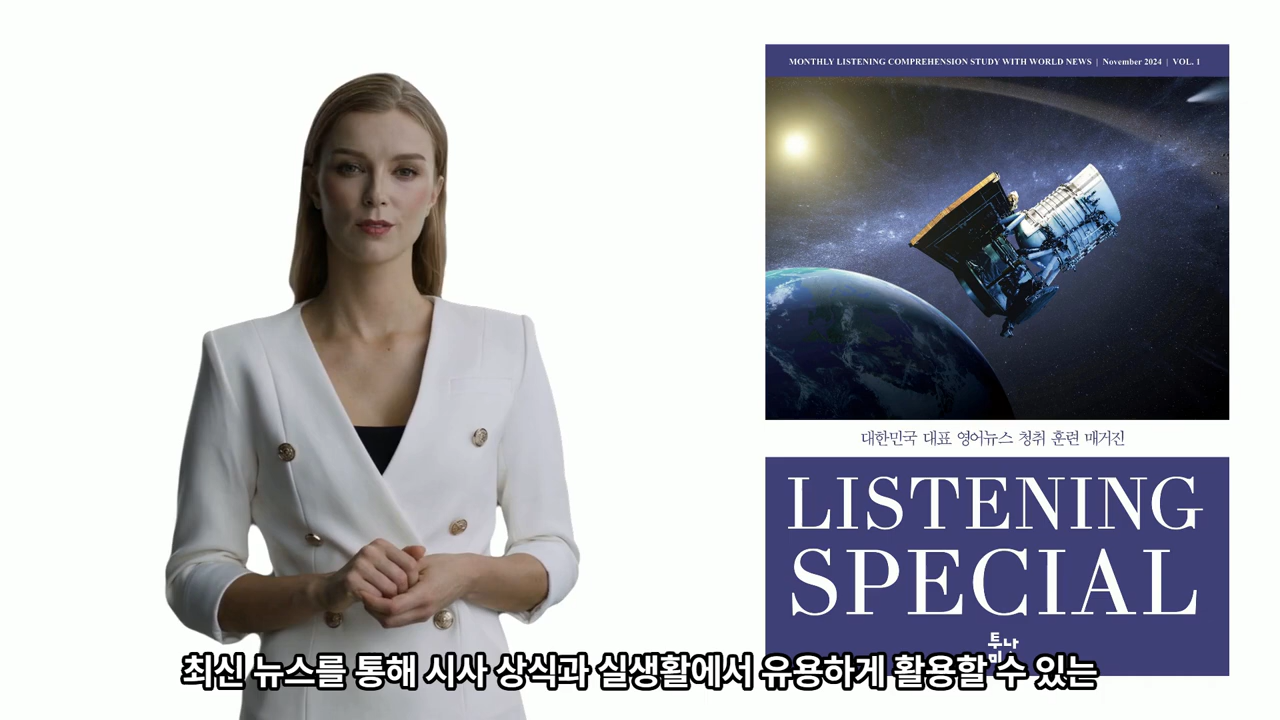 MONTHLY LISTENING COMPREHENSION STUDY WITH WORLD NEWS | November 2024 | VOL. 1
대한민국 대표 영어뉴스 청취 훈련 매거진
LISTENING
SPECIAL
투나
최신 뉴스를 통해 시사 상식과 실생활에서 유용하게 활용할 수 있는